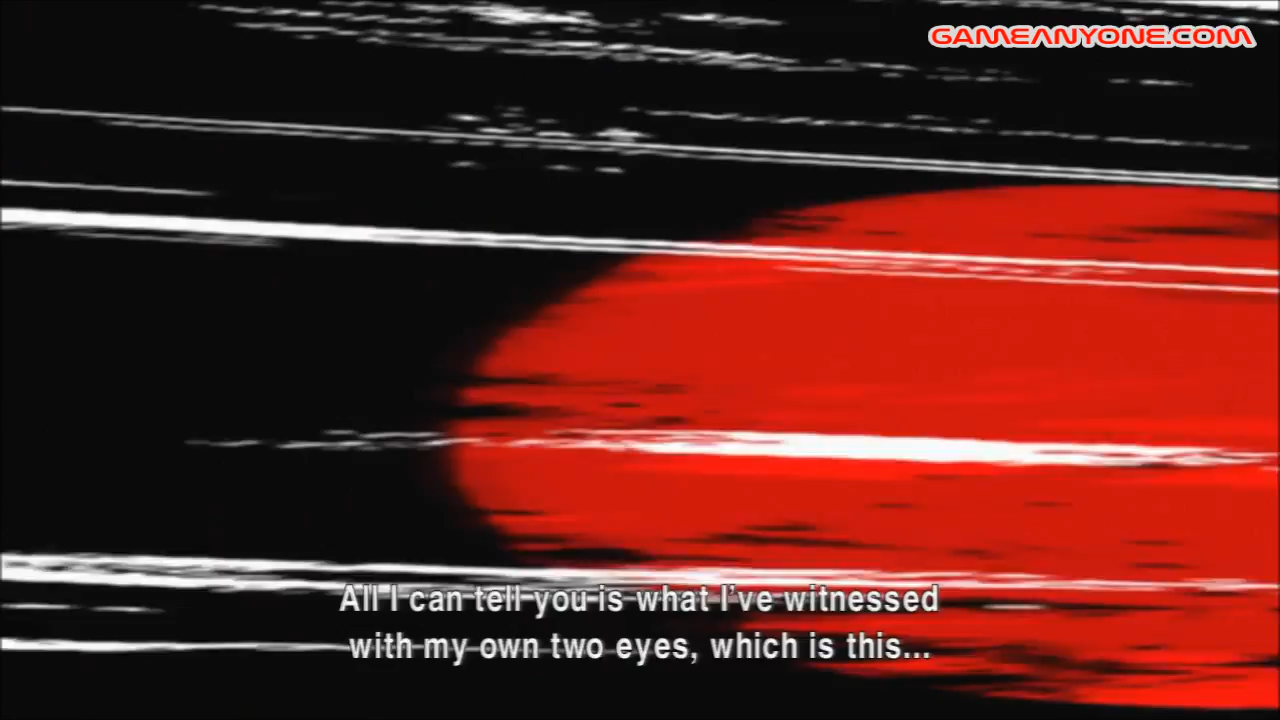 GAMEANYONE.COM
All I can tell you is what I've witnessed
with my own two eyes, which is this...